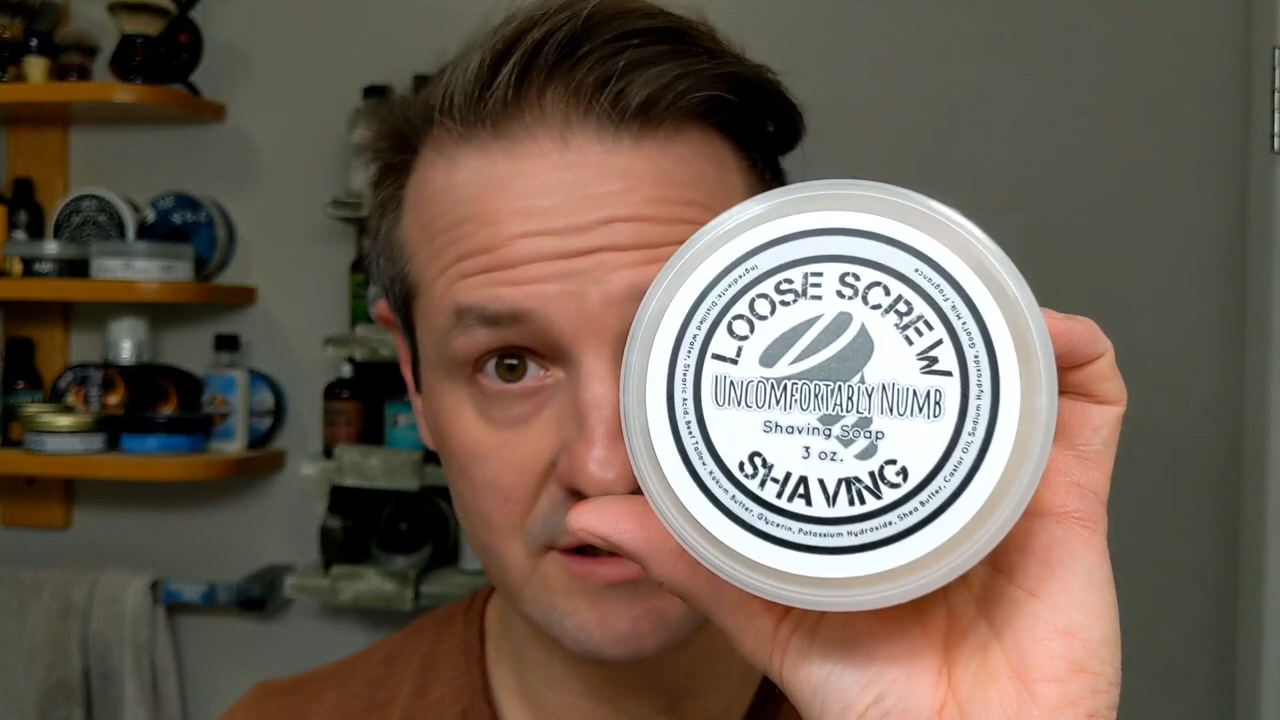 LOOSE SCREW
UNCOMFORTABLY NUMB
Shaving Soap
3 oz.
SHAVING
Ingredients: Distilled Water, Stearic Acid, Beef Tallow, Kokum Butter, Glycerin, Potassium Hydroxide, Shea Butter, Castor Oil, Sodium Hydroxide, Goat's Milk, Fragrance